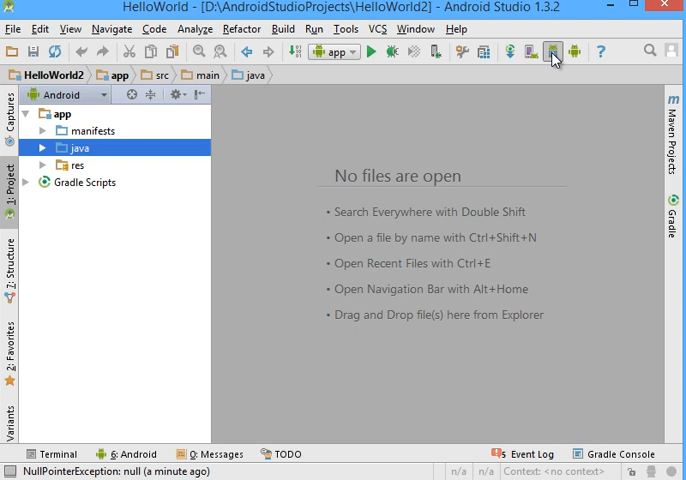 HelloWorld - [D:\AndroidStudioProjects\HelloWorld2] - Android Studio 1.3.2
File Edit View Navigate Code Analyze Refactor Build Run Tools VCS Window Help
app
HelloWorld2 app src main java
Captures
1: Project
7: Structure
2: Favorites
Variants
Android
app
manifests
java
res
Gradle Scripts
No files are open
• Search Everywhere with Double Shift
• Open a file by name with Ctrl+Shift+N
• Open Recent Files with Ctrl+E
• Open Navigation Bar with Alt+Home
• Drag and Drop file(s) here from Explorer
m Maven Projects
Gradle
Terminal 6: Android 0: Messages TODO 5 Event Log Gradle Console
NullPointerException: null (a minute ago) n/a n/a Context: <no context>